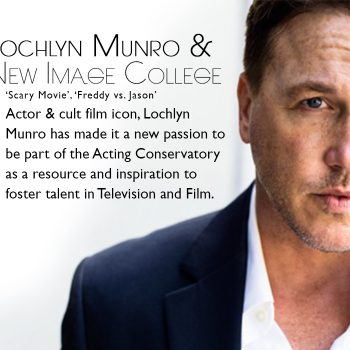 OCHLYN MUNRO &
NEW IMAGE COLLEGE
'Scary Movie', 'Freddy vs. Jason'
Actor & cult film icon, Lochlyn
Munro has made it a new passion to
be part of the Acting Conservatory
as a resource and inspiration to
foster talent in Television and Film.